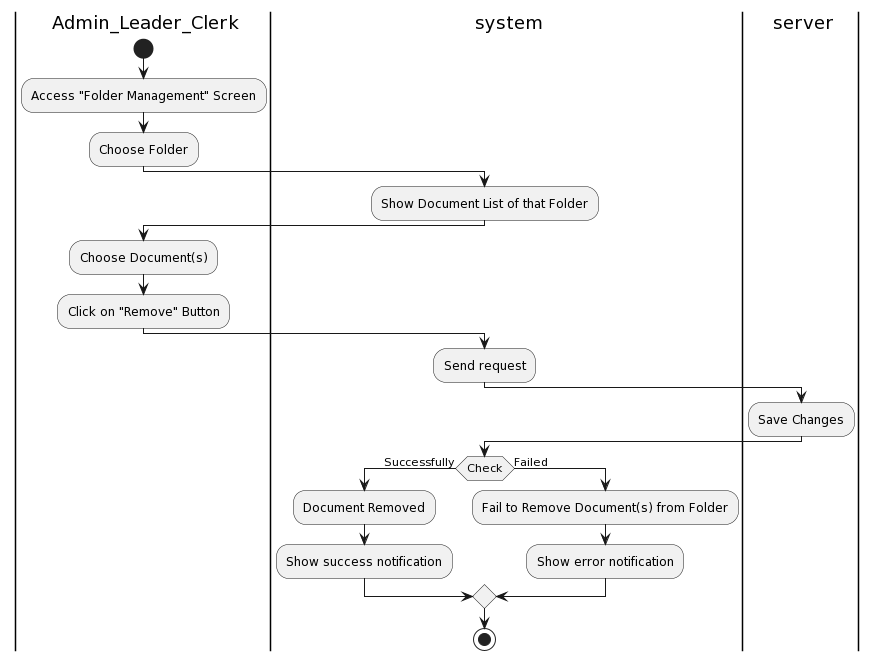 Admin_Leader_Clerk
system
server
Access "Folder Management" Screen
Choose Folder
Show Document List of that Folder
Choose Document(s)
Click on "Remove" Button
Send request
Save Changes
Successfully
Check
Failed
Document Removed
Fail to Remove Document(s) from Folder
Show success notification
Show error notification